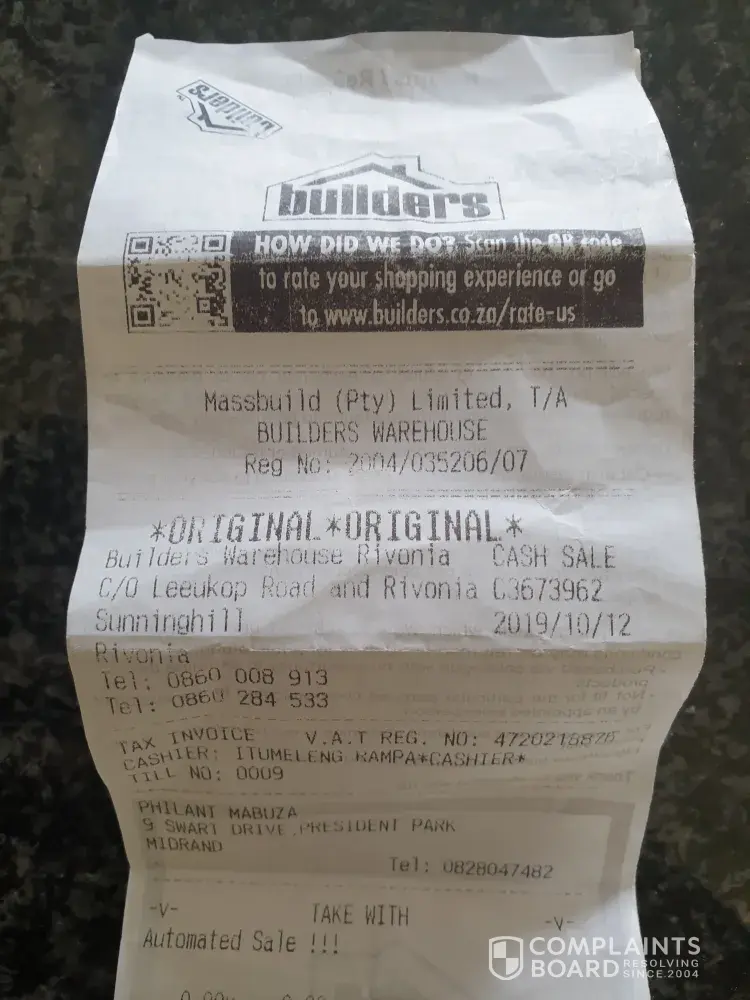 builders
builders
HOW DID WE DO? Scan the QR code
to rate your shopping experience or go
to www.builders.co.za/rate-us
Massbuild (Pty) Limited, T/A
BUILDERS WAREHOUSE
Reg No: 2004/035206/07
*ORIGINAL*ORIGINAL*
Builders Warehouse Rivonia CASH SALE
C/O Leeukop Road and Rivonia C3673962
Sunninghill 2019/10/12
Rivonia
Tel: 0860 008 913
Tel: 0860 284 533
TAX INVOICE V.A.T REG. NO:
CASHIER: ITUMELENG RAMPA*CASHIER*
TILL NO: 0009
PHILANI MABUZA
9 SWART DRIVE,PRESIDENT PARK
MIDRAND
Tel: 0828047482
-V- TAKE WITH -V-
Automated Sale !!!
COMPLAINTS
BOARD RESOLVING
SINCE.2004